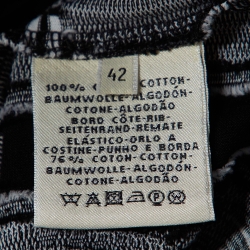 42
100% COTTON-
BAUMWOLLE-ALGODÓN-
COTONE-ALGODÃO
BORD CÔTE-RIB-
SEITENRAND-REMATE
ELÁSTICO-ORLO A
COSTINE-PUNHO E BORDA
76% COTON-COTTON-
BAUMWOLLE-ALGODÓN-
COTONE-ALGODÃO